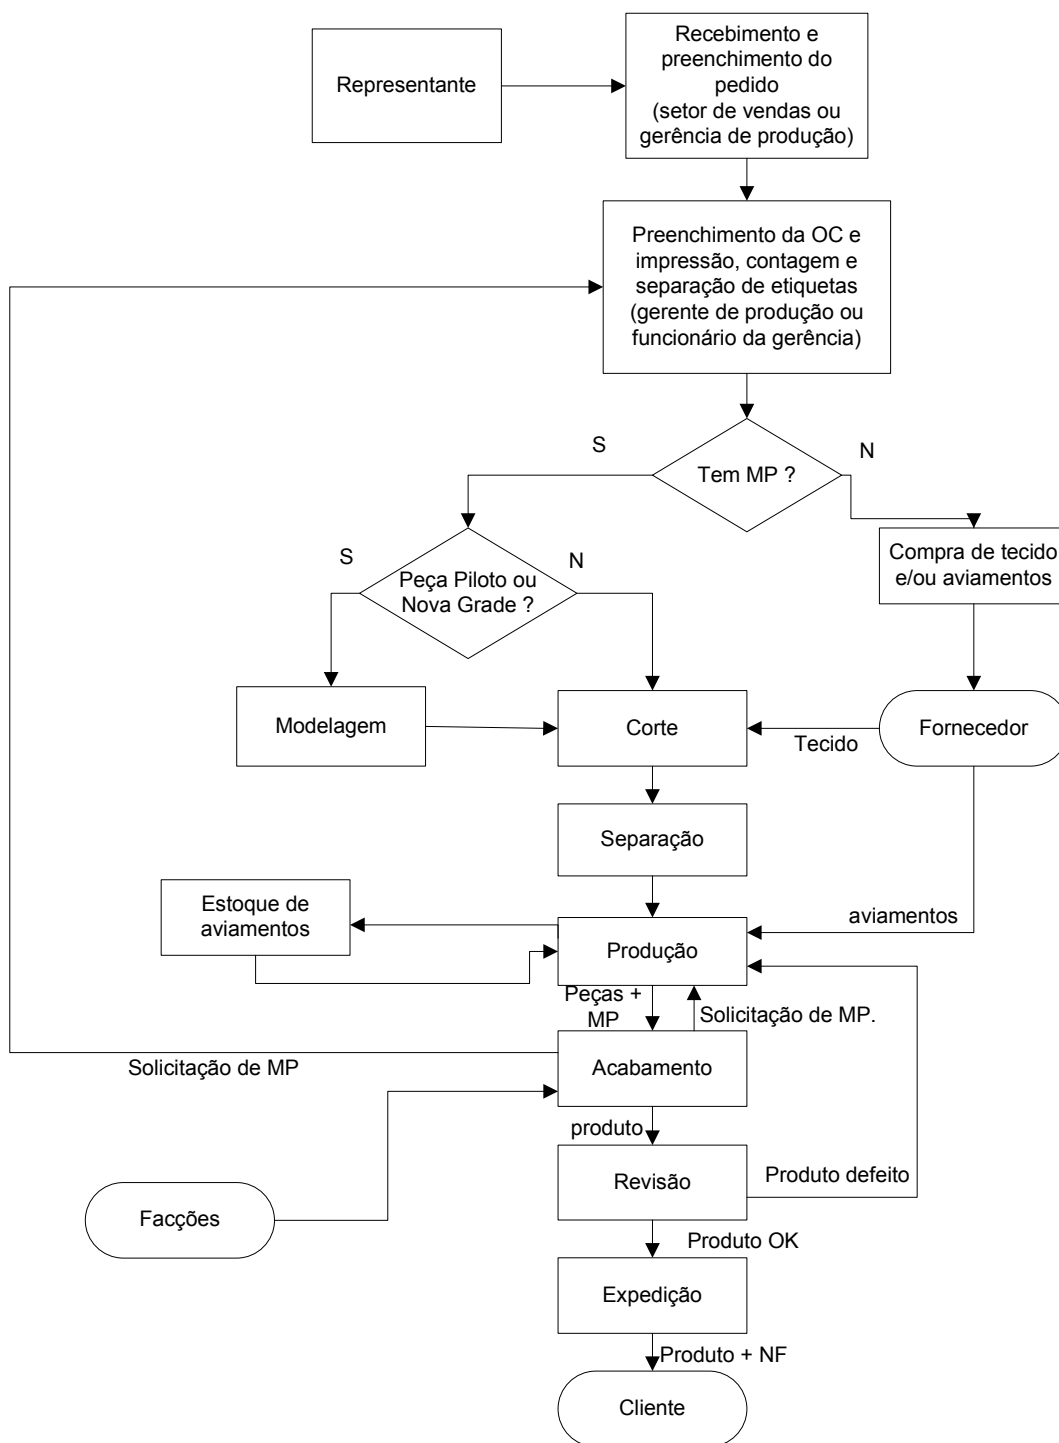 Representante
Recebimento e
preenchimento do
pedido
(setor de vendas ou
gerência de produção)
Preenchimento da OC e
impressão, contagem e
separação de etiquetas
(gerente de produção ou
funcionário da gerência)
S
N
Tem MP ?
S
N
Peça Piloto ou
Nova Grade ?
Compra de tecido
e/ou aviamentos
Modelagem
Corte
Tecido
Fornecedor
Separação
Estoque de
aviamentos
aviamentos
Produção
Peças +
MP
Solicitação de MP.
Solicitação de MP
Acabamento
produto
Revisão
Produto defeito
Facções
Produto OK
Expedição
Produto + NF
Cliente